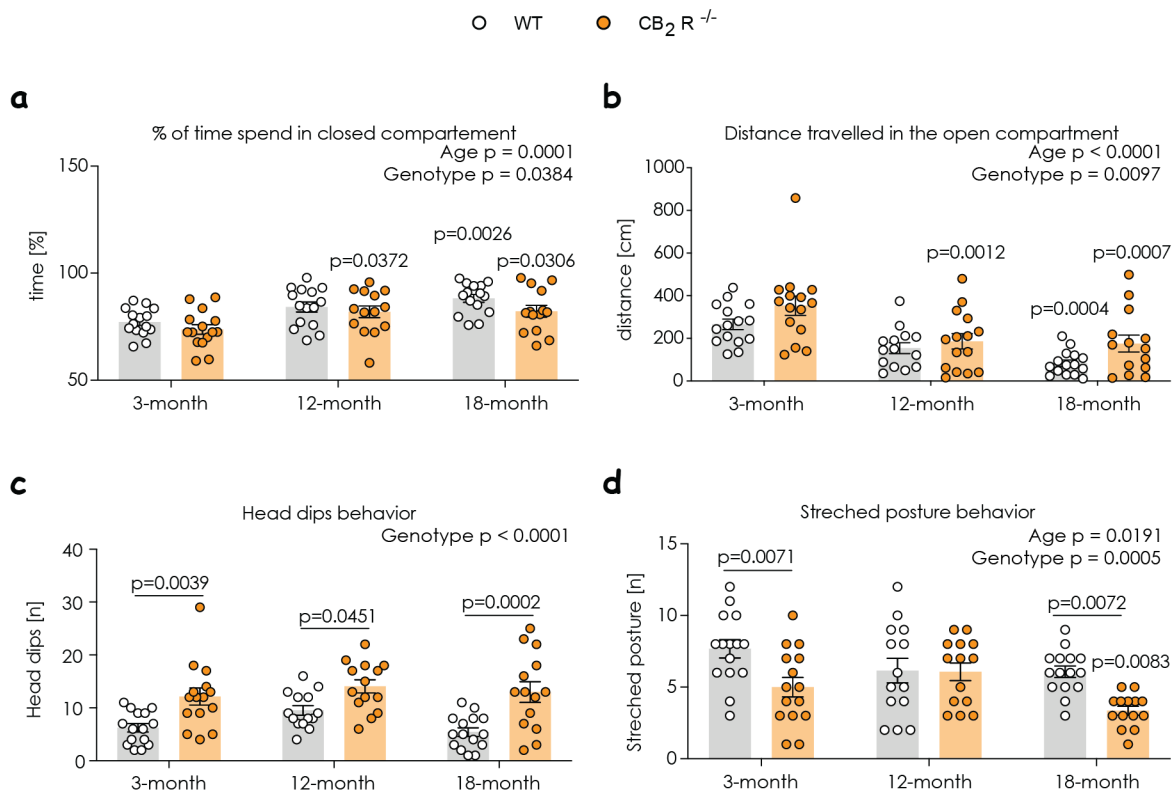 WT CB2 R -/-
a
% of time spend in closed compartement
Age p = 0.0001
Genotype p = 0.0384
150
100
50
time [%]
p=0.0026
p=0.0372
p=0.0306
3-month 12-month 18-month
b
Distance travelled in the open compartment
Age p < 0.0001
Genotype p = 0.0097
1000
800
600
400
200
0
distance [cm]
p=0.0012
p=0.0007
p=0.0004
3-month 12-month 18-month
c
Head dips behavior
Genotype p < 0.0001
40
30
20
10
0
Head dips [n]
p=0.0039
p=0.0451
p=0.0002
3-month 12-month 18-month
d
Streched posture behavior
Age p = 0.0191
Genotype p = 0.0005
15
10
5
0
Streched posture [n]
p=0.0071
p=0.0072
p=0.0083
3-month 12-month 18-month